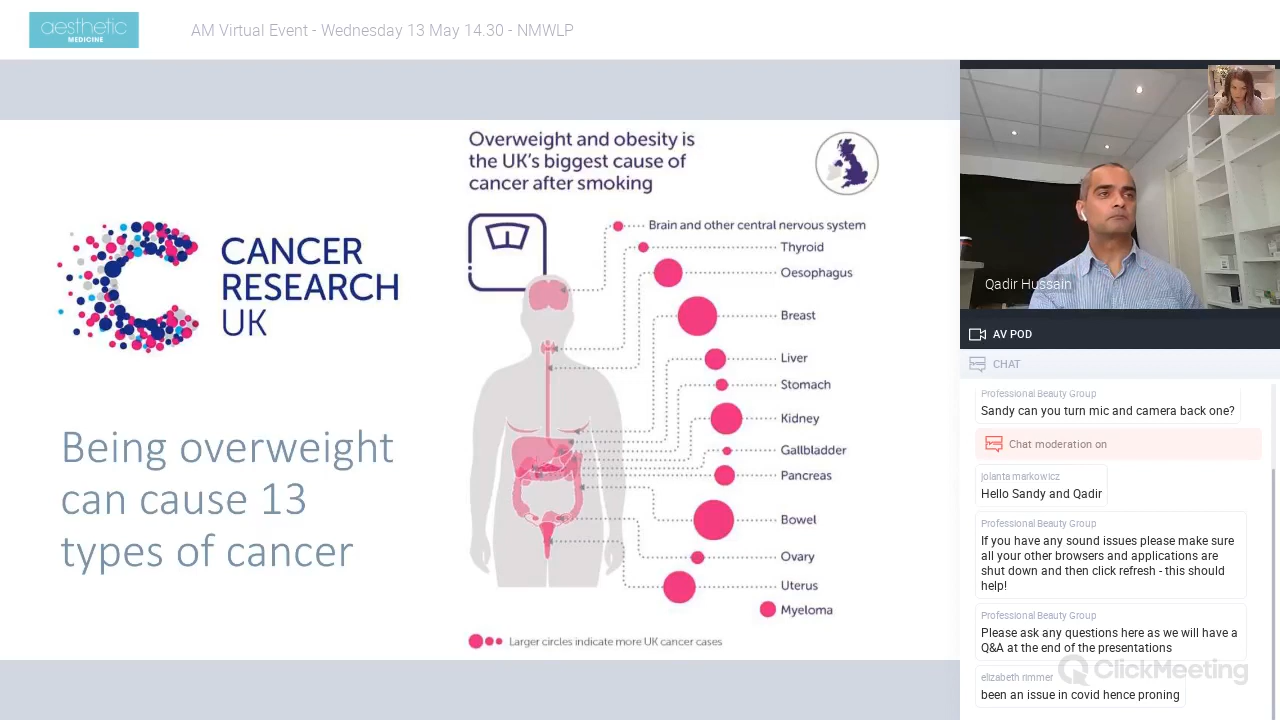 aesthetic
MEDICINE
AM Virtual Event - Wednesday 13 May 14.30 - NMWLP
CANCER
RESEARCH
UK
Being overweight
can cause 13
types of cancer
Overweight and obesity is
the UK's biggest cause of
cancer after smoking
Brain and other central nervous system
Thyroid
Oesophagus
Breast
Liver
Stomach
Kidney
Gallbladder
Pancreas
Bowel
Ovary
Uterus
Myeloma
Larger circles indicate more UK cancer cases
Qadir Hussain
AV POD
CHAT
Professional Beauty Group
Sandy can you turn mic and camera back one?
Chat moderation on
jolanta markowicz
Hello Sandy and Qadir
Professional Beauty Group
If you have any sound issues please make sure
all your other browsers and applications are
shut down and then click refresh - this should
help!
Professional Beauty Group
Please ask any questions here as we will have a
Q&A at the end of the presentations
elizabeth rimmer
been an issue in covid hence proning
ClickMeeting